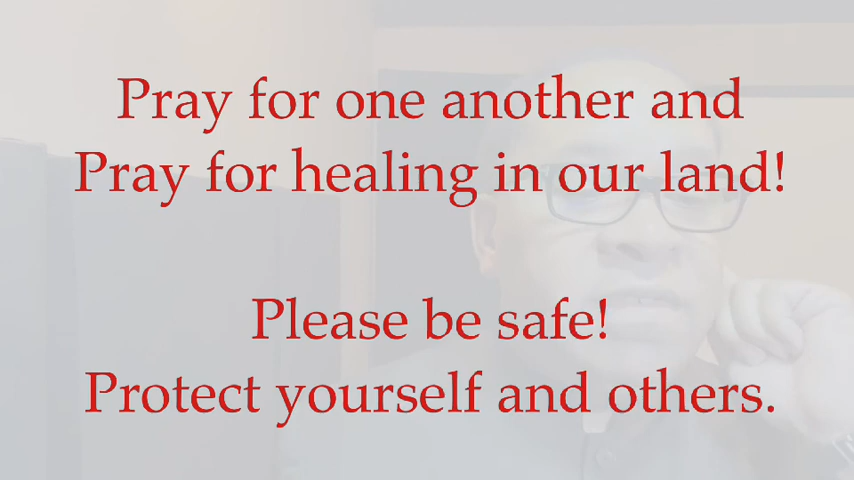 Pray for one another and
Pray for healing in our land!
Please be safe!
Protect yourself and others.